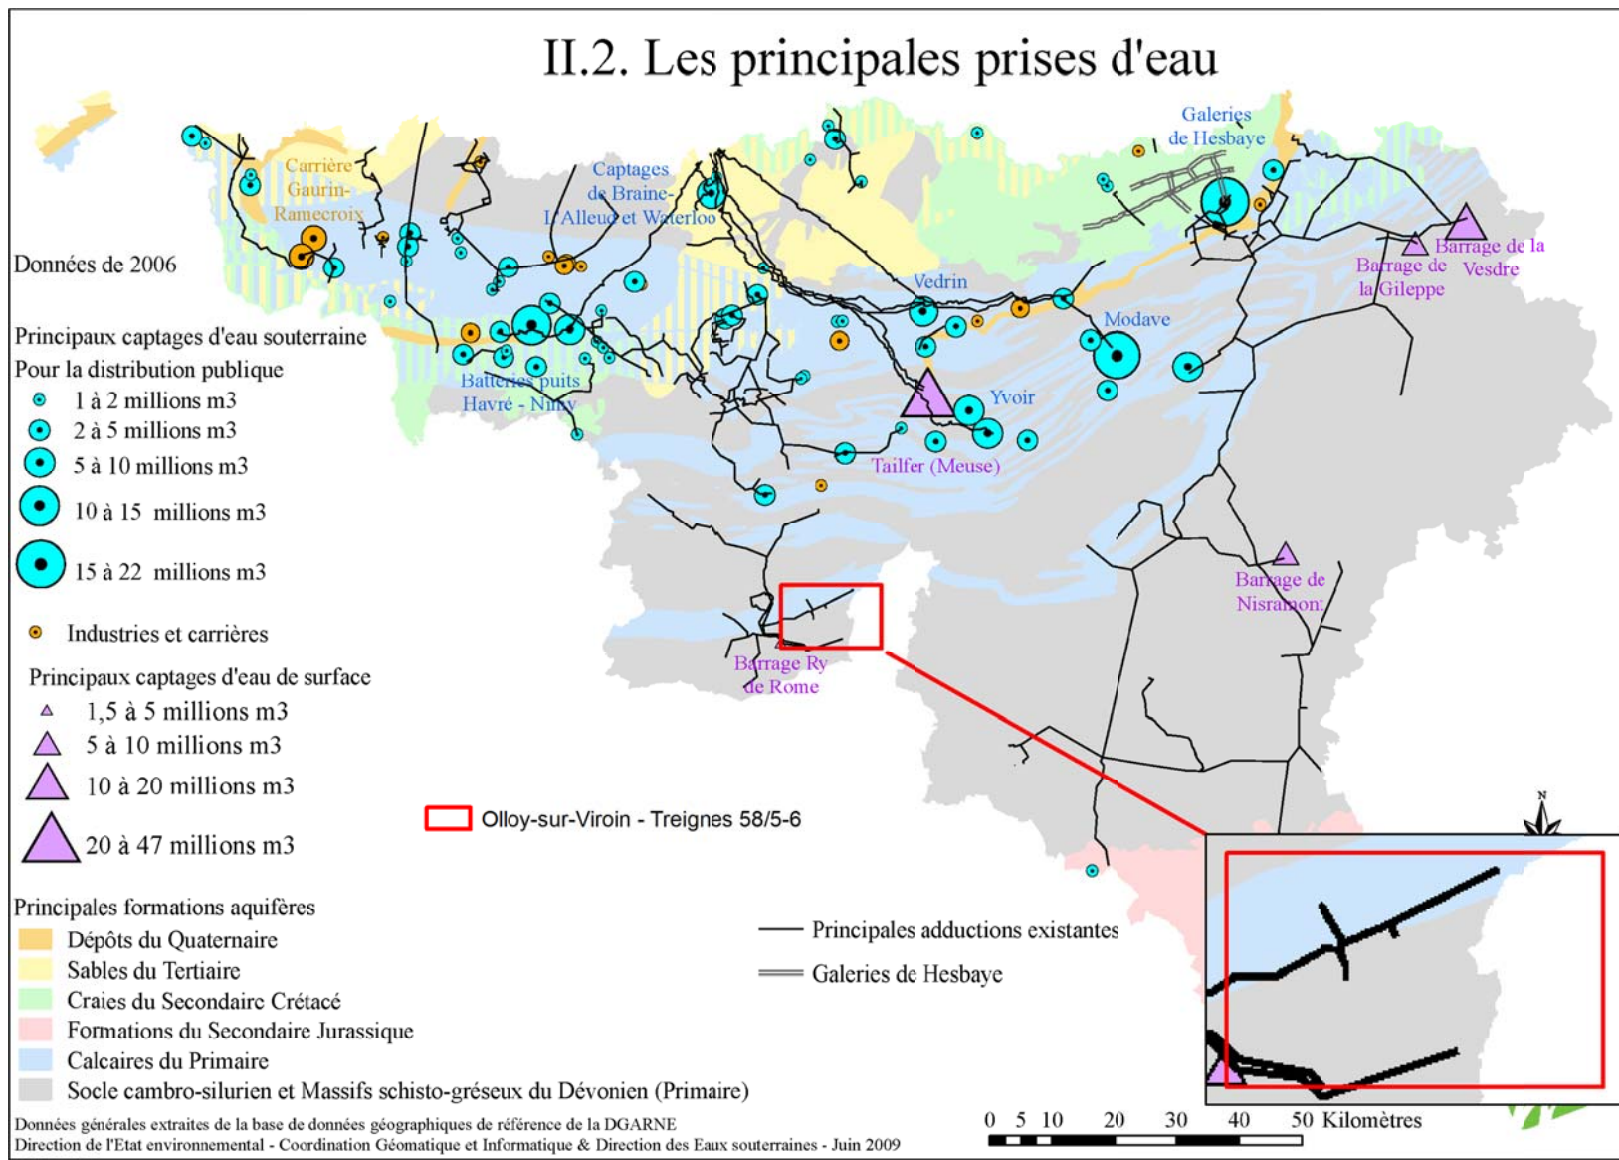 II.2. Les principales prises d'eau
Galeries
de Hesbaye
Carrière
Gaurin-
Ramecroix
Captages
de Braine-
L'Alleud et Waterloo
Données de 2006
Barrage de la
Vesdre
Barrage de
la Gileppe
Vedrin
Modave
Principaux captages d'eau souterraine
Pour la distribution publique
1 à 2 millions m3
2 à 5 millions m3
5 à 10 millions m3
10 à 15 millions m3
15 à 22 millions m3
Batteries puits
Havré - Nimy
Yvoir
Tailfer (Meuse)
Barrage de
Nisramont
Industries et carrières
Principaux captages d'eau de surface
1,5 à 5 millions m3
5 à 10 millions m3
10 à 20 millions m3
20 à 47 millions m3
Barrage Ry
de Rome
Olloy-sur-Viroin - Treignes 58/5-6
N
Principales formations aquifères
Dépôts du Quaternaire
Sables du Tertiaire
Craies du Secondaire Crétacé
Formations du Secondaire Jurassique
Calcaires du Primaire
Socle cambro-silurien et Massifs schisto-gréseux du Dévonien (Primaire)
Principales adductions existantes
Galeries de Hesbaye
0 5 10 20 30 40 50 Kilomètres
Données générales extraites de la base de données géographiques de référence de la DGARNE
Direction de l'Etat environnemental - Coordination Géomatique et Informatique & Direction des Eaux souterraines - Juin 2009